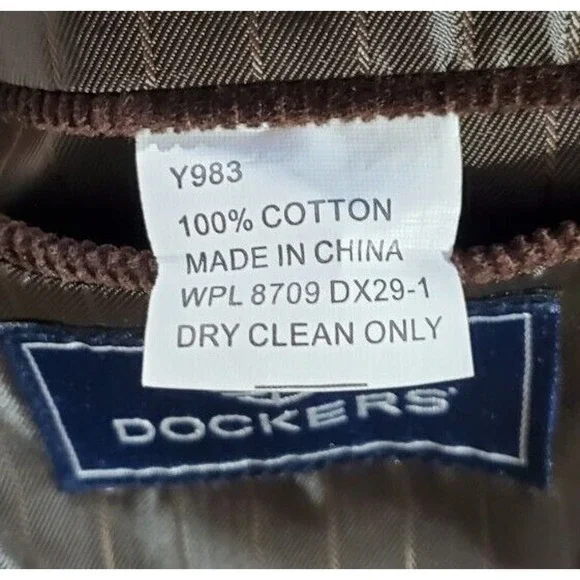 Y983
100% COTTON
MADE IN CHINA
WPL 8709 DX29-1
DRY CLEAN ONLY
DOCKERS®